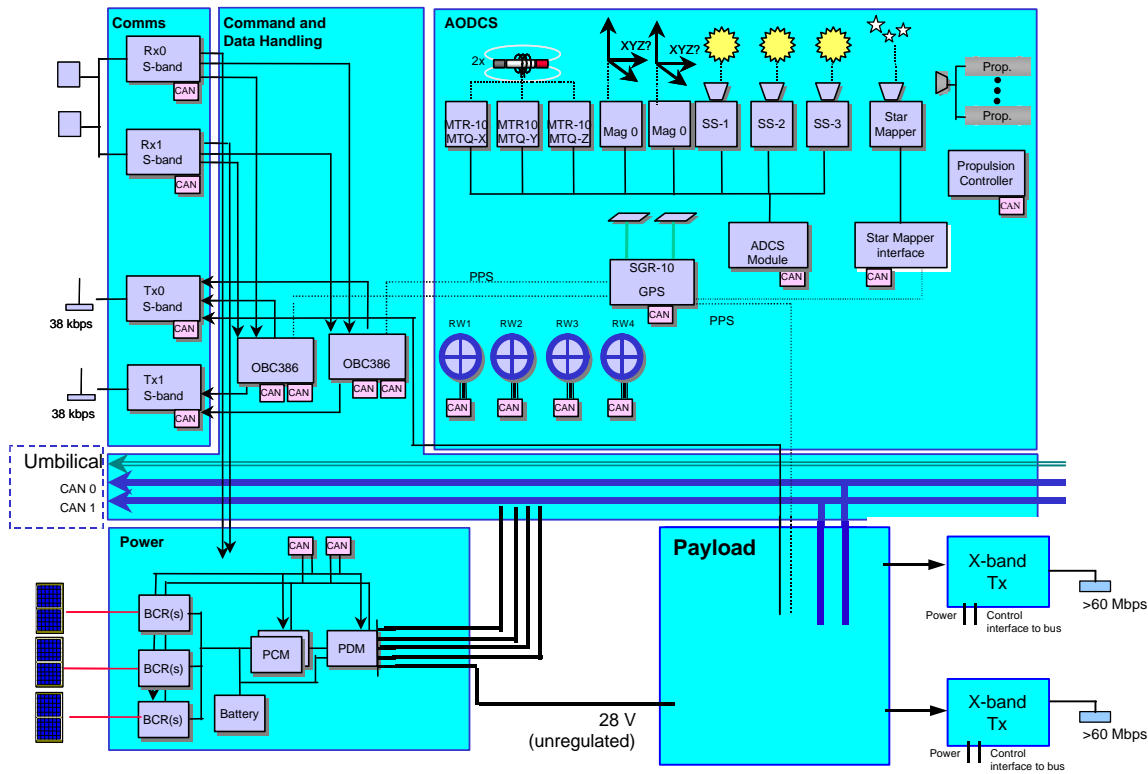 Comms
Rx0
S-band
CAN
Rx1
S-band
CAN
Tx0
S-band
CAN
38 kbps
Tx1
S-band
CAN
38 kbps
Command and
Data Handling
OBC386
CAN
CAN
OBC386
CAN
CAN
PPS
AODCS
2x
XYZ?
XYZ?
MTR-10
MTQ-X
MTR10
MTQ-Y
MTR-10
MTQ-Z
Mag 0
Mag 0
SS-1
SS-2
SS-3
Star
Mapper
Prop.
Prop.
Propulsion
Controller
CAN
ADCS
Module
CAN
Star Mapper
interface
CAN
SGR-10
GPS
CAN
PPS
RW1
RW2
RW3
RW4
CAN
CAN
CAN
CAN
Umbilical
CAN 0
CAN 1
Power
CAN
CAN
BCR(s)
BCR(s)
BCR(s)
PCM
PDM
Battery
28 V
(unregulated)
Payload
X-band
Tx
>60 Mbps
Power
Control
interface to bus
X-band
Tx
>60 Mbps
Power
Control
interface to bus